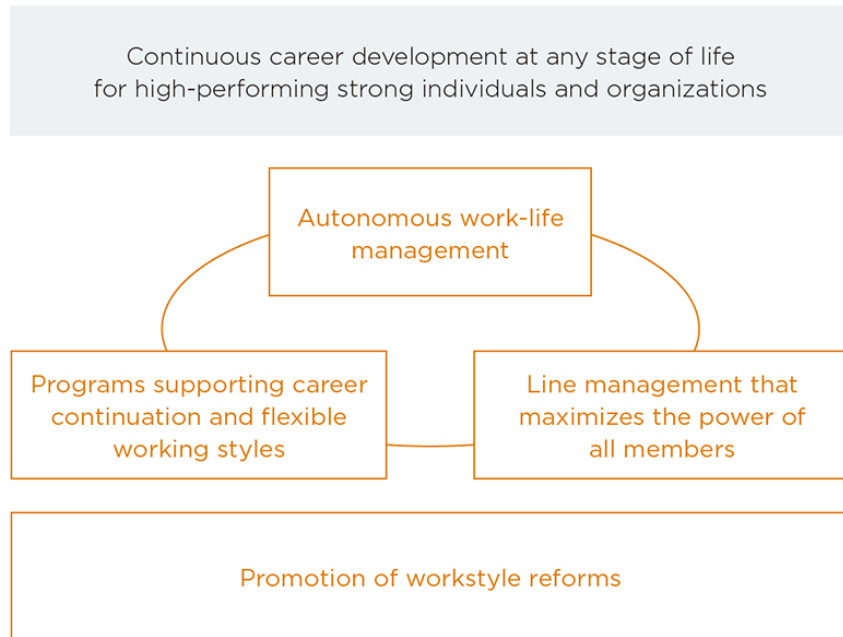 Continuous career development at any stage of life
for high-performing strong individuals and organizations
Autonomous work-life
management
Programs supporting career
continuation and flexible
working styles
Line management that
maximizes the power of
all members
Promotion of workstyle reforms